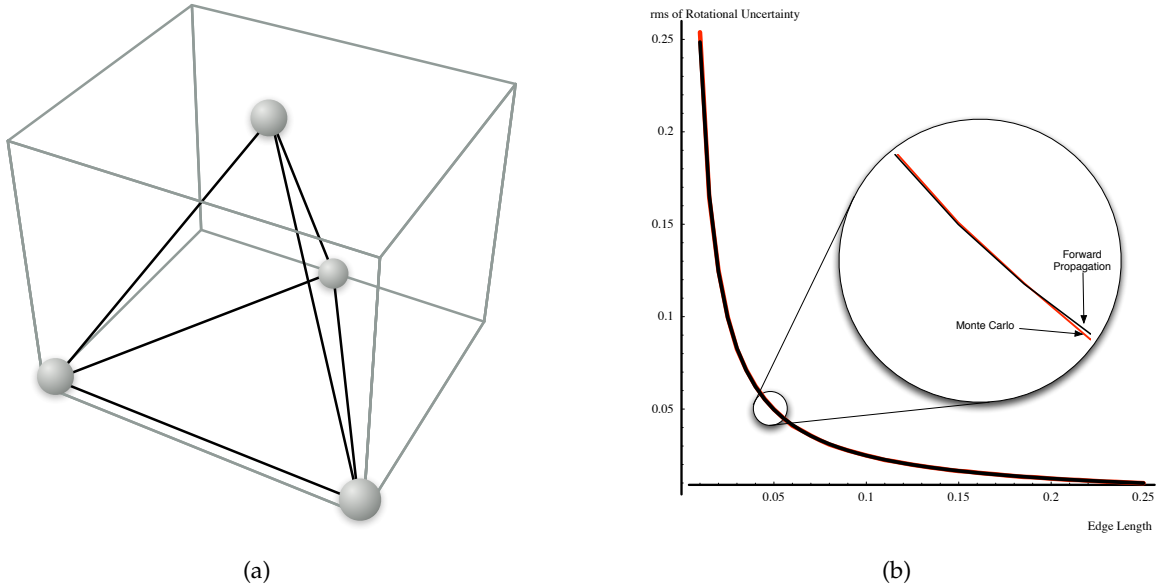 rms of Rotational Uncertainty
0.25
0.2
0.15
0.1
0.05
Forward
Propagation
Monte Carlo
0.05 0.1 0.15 0.2 0.25
Edge Length
(a) (b)